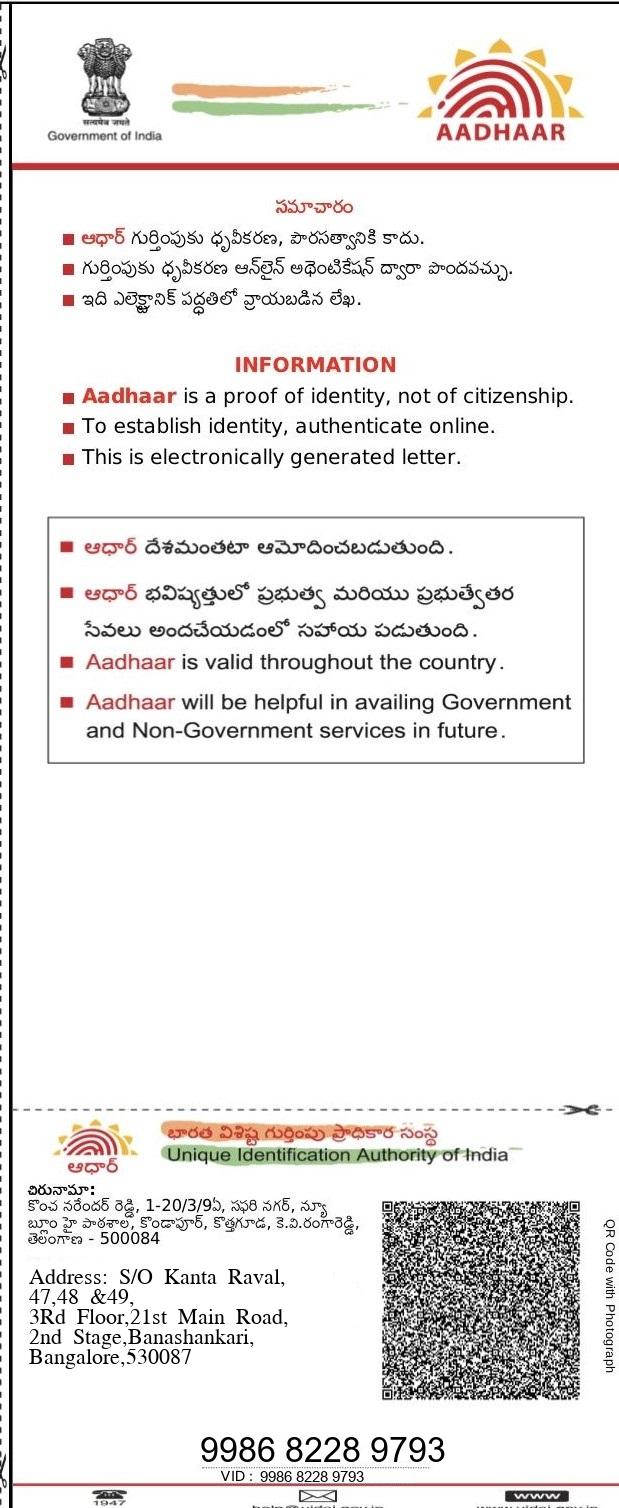 सत्यमेव जयते
Government of India
AADHAAR
సమాచారం
■ ఆధార్ గుర్తింపుకు ధృవీకరణ, పౌరసత్వానికి కాదు.
■ గుర్తింపుకు ధృవీకరణ ఆన్‌లైన్ అథెంటికేషన్ ద్వారా పొందవచ్చు.
■ ఇది ఎలెక్ట్రానిక్ పద్ధతిలో వ్రాయబడిన లేఖ.
INFORMATION
■ Aadhaar is a proof of identity, not of citizenship.
■ To establish identity, authenticate online.
■ This is electronically generated letter.
■ ఆధార్ దేశమంతటా ఆమోదించబడుతుంది.
■ ఆధార్ భవిష్యత్తులో ప్రభుత్వ మరియు ప్రభుత్వేతర
సేవలు అందచేయడంలో సహాయ పడుతుంది.
■ Aadhaar is valid throughout the country.
■ Aadhaar will be helpful in availing Government
and Non-Government services in future.
ఆధార్
భారత విశిష్ట గుర్తింపు ప్రాధికార సంస్థ
Unique Identification Authority of India
చిరునామా:
కొంచ నరేందర్ రెడ్డి, 1-20/3/9ఏ, సఫరి నగర్, న్యూ
బ్లూం హై పాఠశాల, కొండాపూర్, కొత్తగూడ, కె.వి.రంగారెడ్డి,
తెలంగాణ - 500084
Address: S/O Kanta Raval,
47,48 &49,
3Rd Floor,21st Main Road,
2nd Stage,Banashankari,
Bangalore,530087
QR Code with Photograph
9986 8228 9793
VID : 9986 8228 9793
1947
www